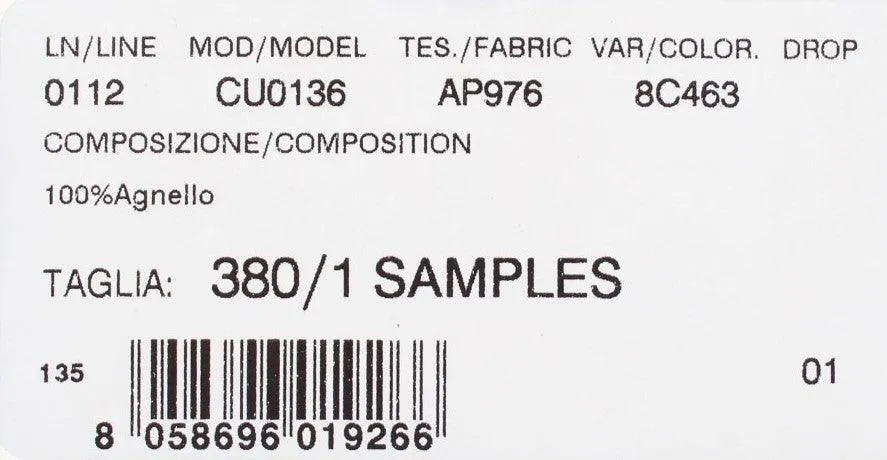 LN/LINE MOD/MODEL TES./FABRIC VAR/COLOR. DROP
0112 CU0136 AP976 8C463
COMPOSIZIONE/COMPOSITION
100%Agnello
TAGLIA: 380/1 SAMPLES
135 01
8 058696 019266